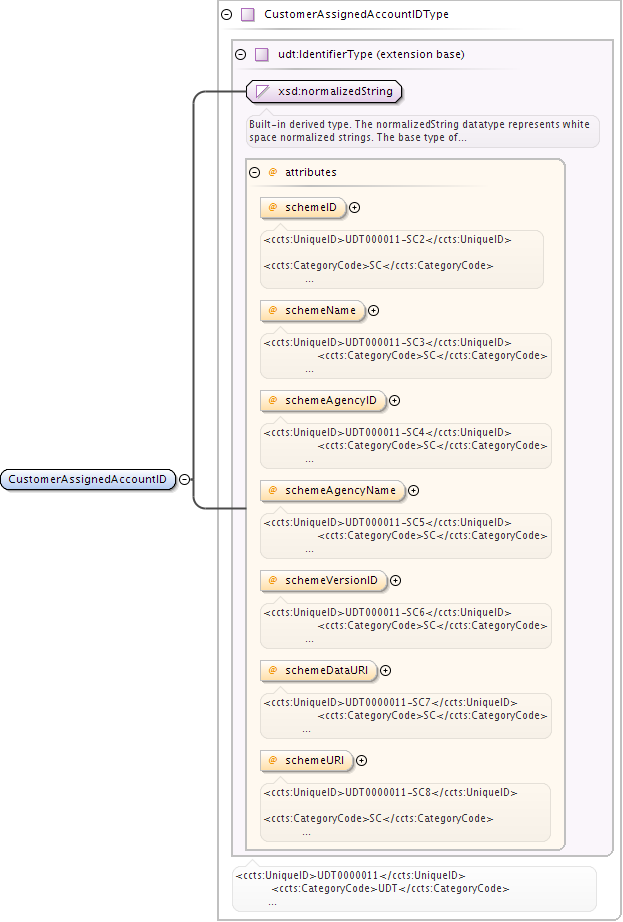 CustomerAssignedAccountIDType
udt:IdentifierType (extension base)
xsd:normalizedString
Built-in derived type. The normalizedString datatype represents white
space normalized strings. The base type of...
@ attributes
@ schemeID
<ccts:UniqueID>UDT000011-SC2</ccts:UniqueID>
<ccts:CategoryCode>SC</ccts:CategoryCode>
...
@ schemeName
<ccts:UniqueID>UDT000011-SC3</ccts:UniqueID>
<ccts:CategoryCode>SC</ccts:CategoryCode>
...
@ schemeAgencyID
<ccts:UniqueID>UDT000011-SC4</ccts:UniqueID>
<ccts:CategoryCode>SC</ccts:CategoryCode>
...
CustomerAssignedAccountID
@ schemeAgencyName
<ccts:UniqueID>UDT000011-SC5</ccts:UniqueID>
<ccts:CategoryCode>SC</ccts:CategoryCode>
...
@ schemeVersionID
<ccts:UniqueID>UDT000011-SC6</ccts:UniqueID>
<ccts:CategoryCode>SC</ccts:CategoryCode>
...
@ schemeDataURI
<ccts:UniqueID>UDT0000011-SC7</ccts:UniqueID>
<ccts:CategoryCode>SC</ccts:CategoryCode>
...
@ schemeURI
<ccts:UniqueID>UDT0000011-SC8</ccts:UniqueID>
<ccts:CategoryCode>SC</ccts:CategoryCode>
...
<ccts:UniqueID>UDT0000011</ccts:UniqueID>
<ccts:CategoryCode>UDT</ccts:CategoryCode>
...